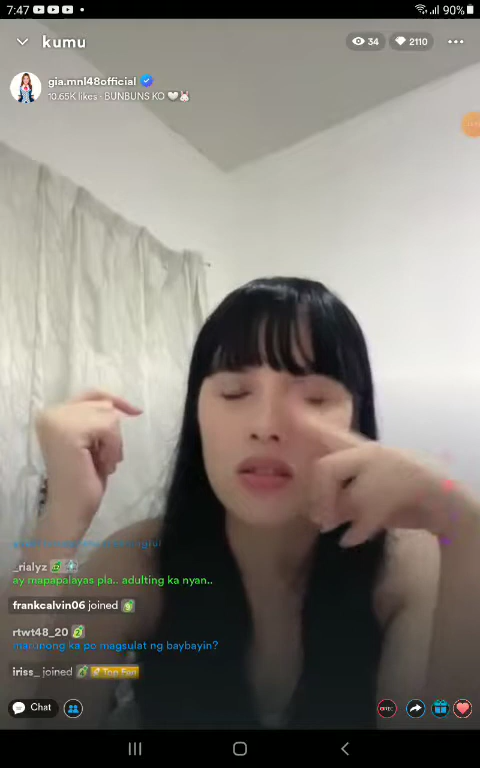 7:47
90%
kumu
34
2110
gia.mnl48official
10.65K likes · BUNBUNS KO
_rialyz
ay mapapalayas pla.. adulting ka nyan..
frankcalvin06 joined
rtwt48_20
marunong ka po magsulat ng baybayin?
iriss_ joined Top Fan
Chat